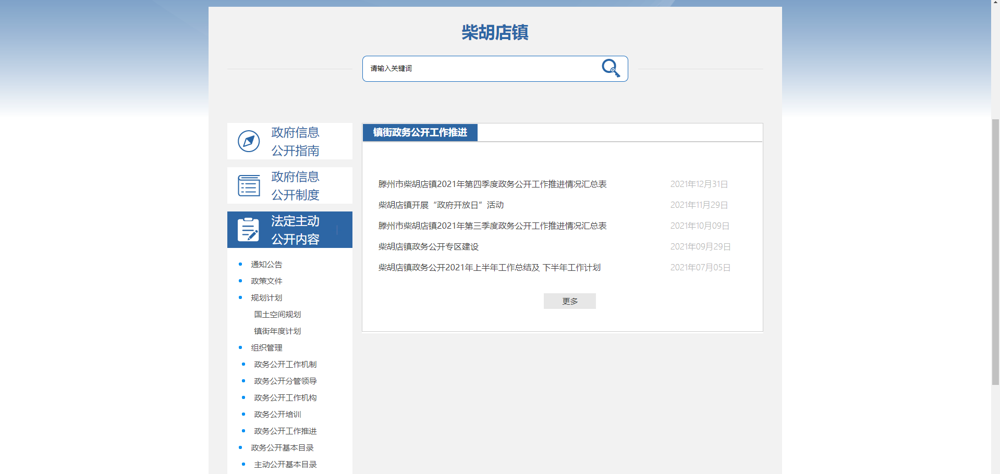 柴胡店镇
请输入关键词
政府信息
公开指南
政府信息
公开制度
法定主动
公开内容
通知公告
政策文件
规划计划
国土空间规划
镇街年度计划
组织管理
政务公开工作机制
政务公开分管领导
政务公开工作机构
政务公开培训
政务公开工作推进
政务公开基本目录
主动公开基本目录
镇街政务公开工作推进
滕州市柴胡店镇2021年第四季度政务公开工作推进情况汇总表 2021年12月31日
柴胡店镇开展“政府开放日”活动 2021年11月29日
滕州市柴胡店镇2021年第三季度政务公开工作推进情况汇总表 2021年10月09日
柴胡店镇政务公开专区建设 2021年09月29日
柴胡店镇政务公开2021年上半年工作总结及 下半年工作计划 2021年07月05日
更多